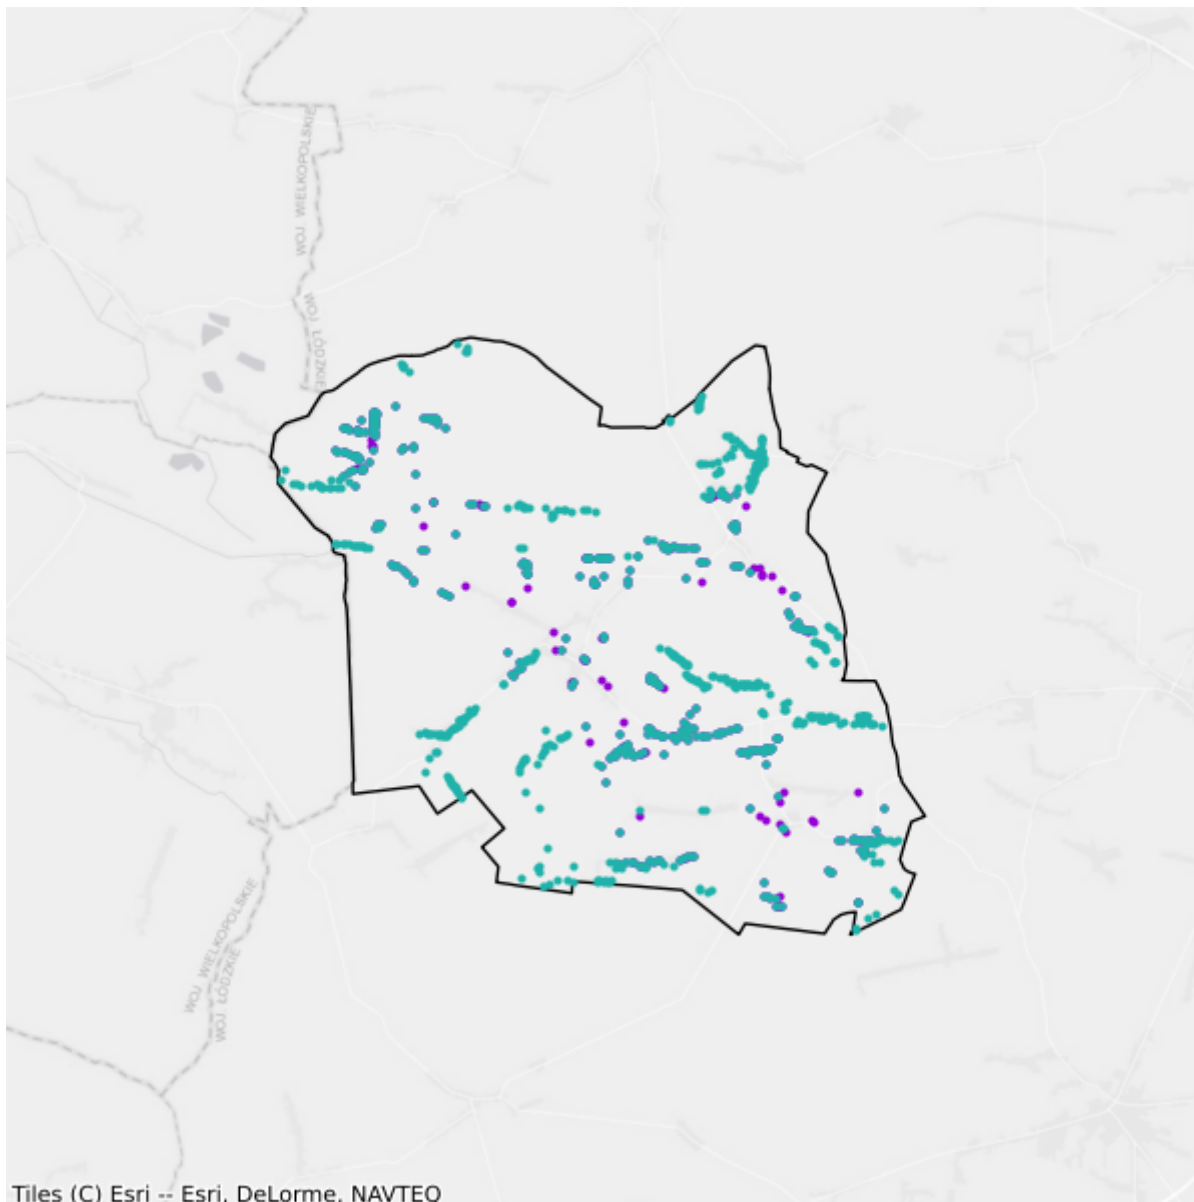 WOJ. WIELKOPOLSKIE
WOJ. ŁÓDZKIE
WOJ. WIELKOPOLSKIE
WOJ. ŁÓDZKIE
Tiles (C) Esri -- Esri, DeLorme, NAVTEQ